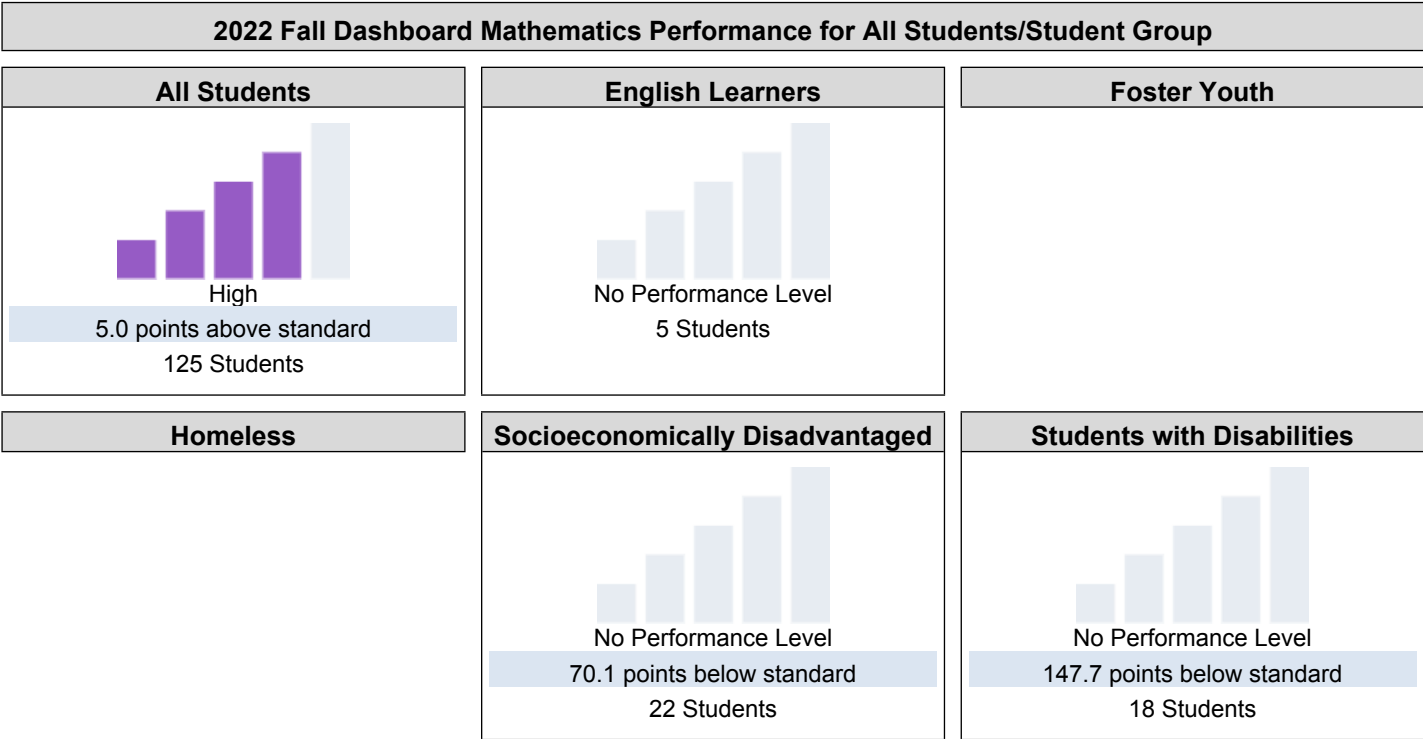 2022 Fall Dashboard Mathematics Performance for All Students/Student Group
All Students
High
5.0 points above standard
125 Students
English Learners
No Performance Level
5 Students
Foster Youth
Homeless
Socioeconomically Disadvantaged
No Performance Level
70.1 points below standard
22 Students
Students with Disabilities
No Performance Level
147.7 points below standard
18 Students